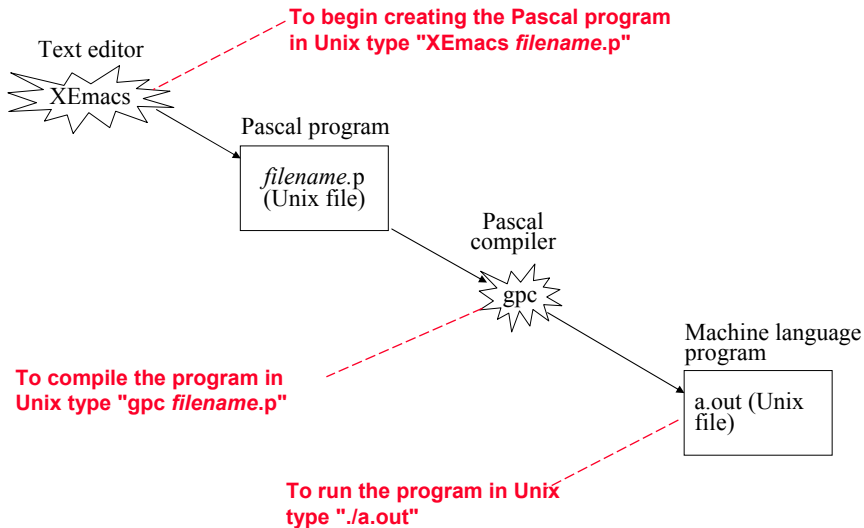 To begin creating the Pascal program
in Unix type "XEmacs filename.p"
Text editor
XEmacs
Pascal program
filename.p
(Unix file)
Pascal
compiler
gpc
Machine language
program
a.out (Unix
file)
To compile the program in
Unix type "gpc filename.p"
To run the program in Unix
type "./a.out"